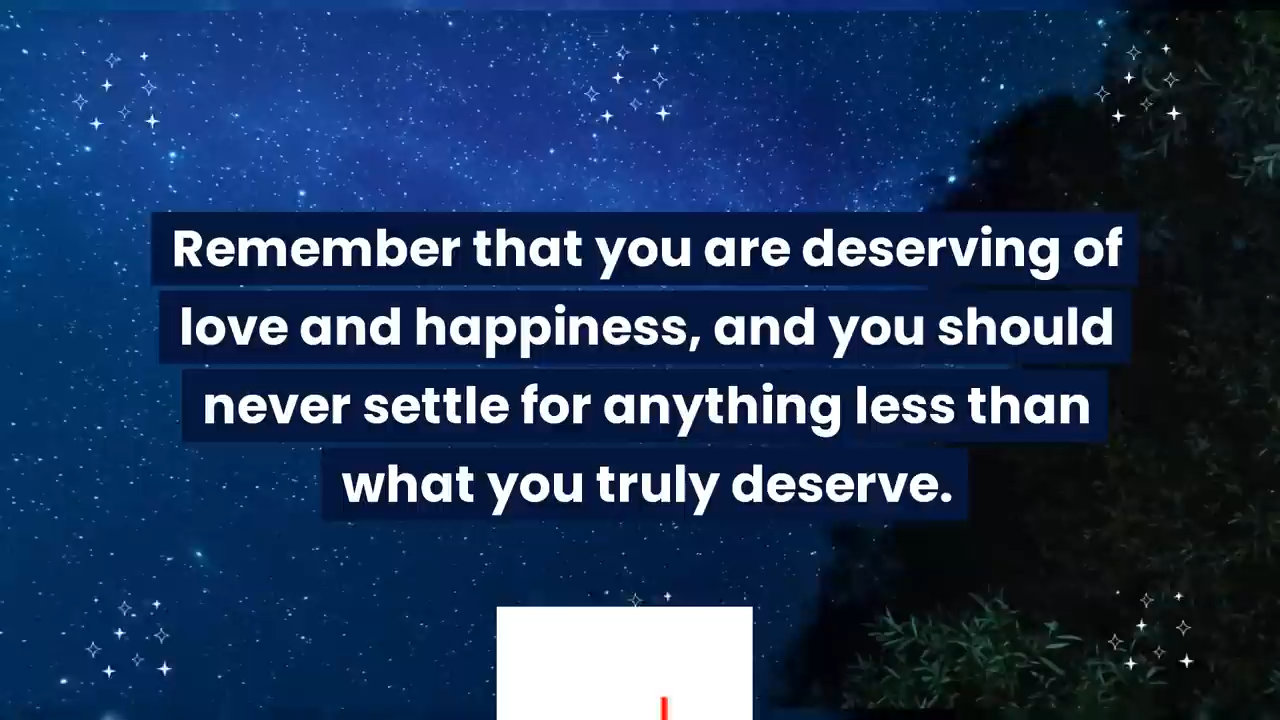 Remember that you are deserving of
love and happiness, and you should
never settle for anything less than
what you truly deserve.